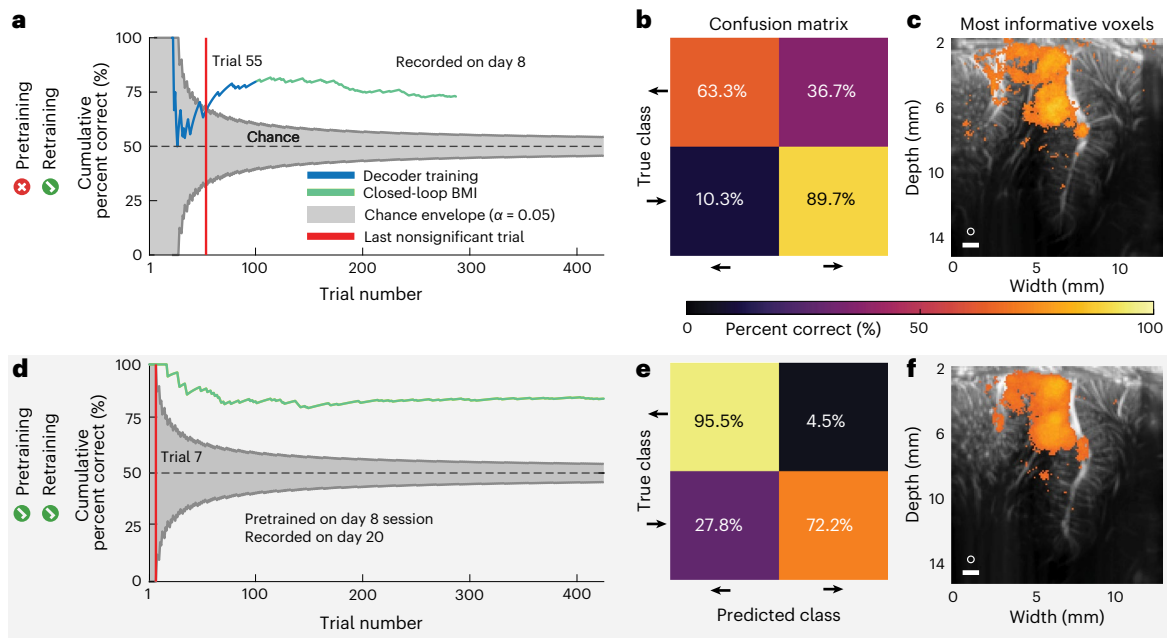 a
Pretraining
Retraining
Cumulative
percent correct (%)
100
75
50
25
0
Trial 55
Recorded on day 8
Chance
Decoder training
Closed-loop BMI
Chance envelope (α = 0.05)
Last nonsignificant trial
1
100
200
300
400
Trial number
b
Confusion matrix
True class
63.3%
36.7%
10.3%
89.7%
c
Most informative voxels
Depth (mm)
2
6
10
14
0
5
10
Width (mm)
0
Percent correct (%)
50
100
d
Pretraining
Retraining
Cumulative
percent correct (%)
100
75
50
25
0
Trial 7
Pretrained on day 8 session
Recorded on day 20
1
100
200
300
400
Trial number
e
True class
95.5%
4.5%
27.8%
72.2%
Predicted class
f
Depth (mm)
2
6
10
14
0
5
10
Width (mm)